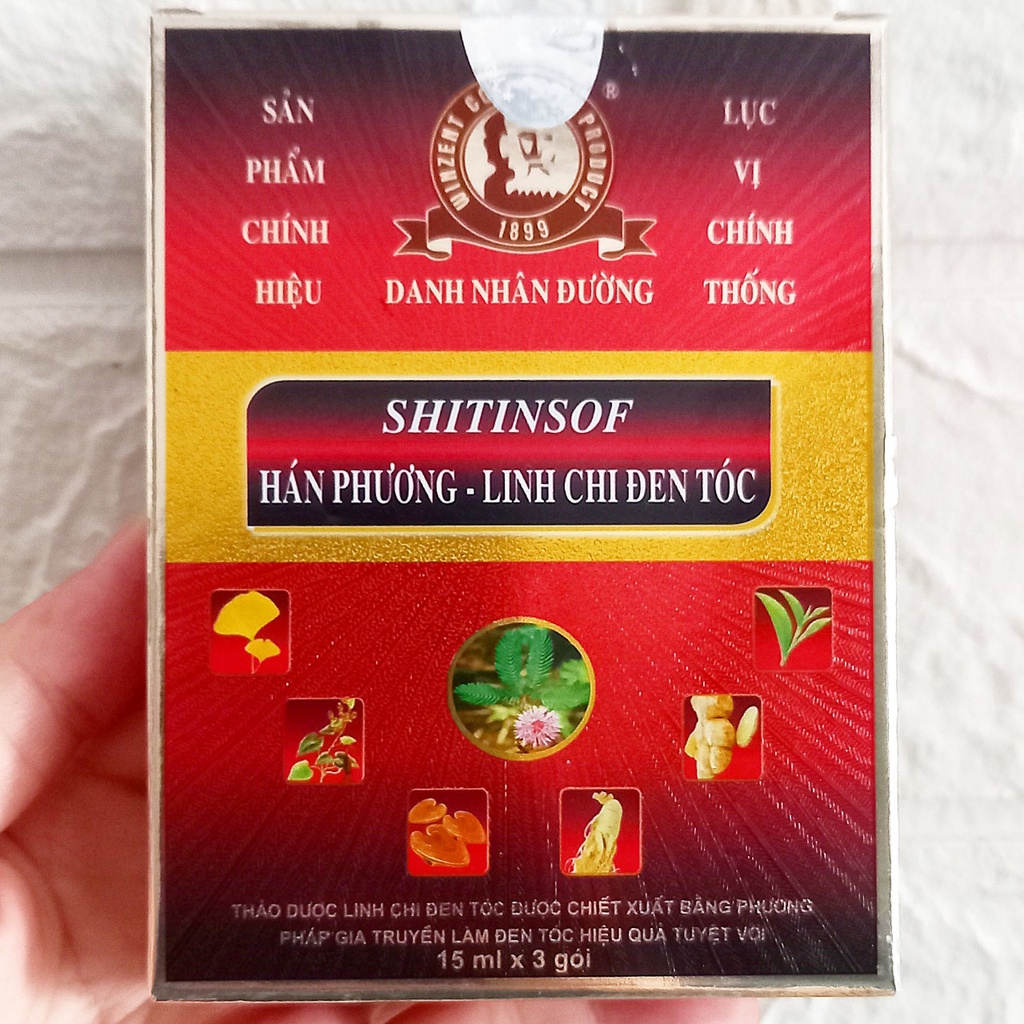 SẢN
PHẨM
CHÍNH
HIỆU
WINZENT PRODUCT
®
1899
DANH NHÂN ĐƯỜNG
LỤC
VỊ
CHÍNH
THỐNG
SHITINSOF
HÁN PHƯƠNG - LINH CHI ĐEN TÓC
THẢO DƯỢC LINH CHI ĐEN TÓC ĐƯỢC CHIẾT XUẤT BẰNG PHƯƠNG
PHÁP GIA TRUYỀN LÀM ĐEN TÓC HIỆU QUẢ TUYỆT VỜI
15 ml x 3 gói